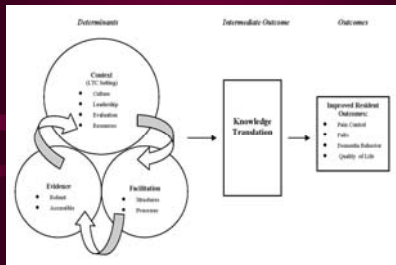 Determinants
Intermediate Outcome
Outcomes
Context
(LTC Setting)
Culture
Leadership
Evaluation
Resources
Evidence
Robust
Accessible
Facilitation
Structures
Processes
Knowledge
Translation
Improved Resident
Outcomes:
Pain Control
Falls
Dementia Behavior
Quality of Life